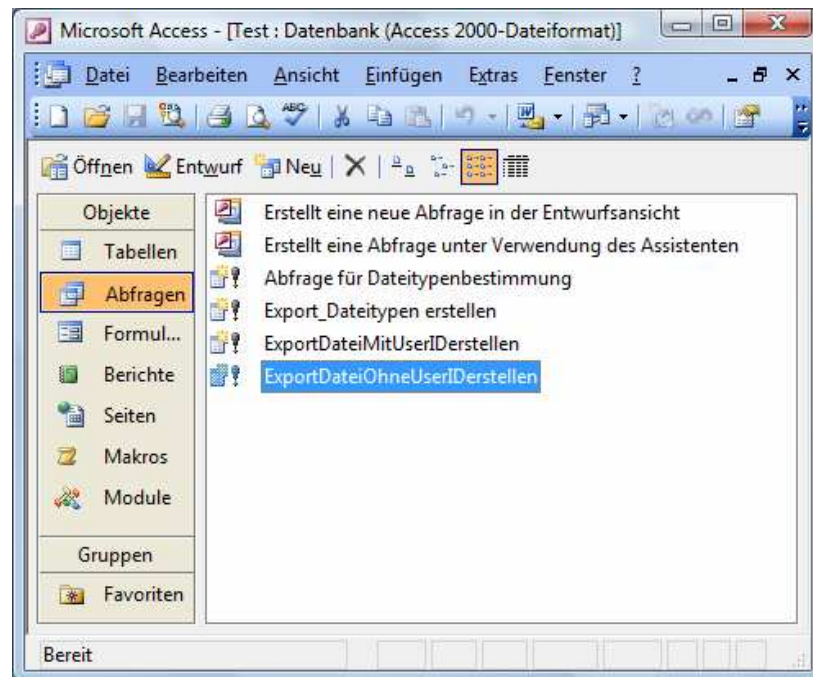 Microsoft Access - [Test : Datenbank (Access 2000-Dateiformat)]
Datei Bearbeiten Ansicht Einfügen Extras Fenster ?
Öffnen Entwurf Neu
Objekte
Tabellen
Abfragen
Formul...
Berichte
Seiten
Makros
Module
Gruppen
Favoriten
Erstellt eine neue Abfrage in der Entwurfsansicht
Erstellt eine Abfrage unter Verwendung des Assistenten
Abfrage für Dateitypenbestimmung
Export_Dateitypen erstellen
ExportDateiMitUserIDerstellen
ExportDateiOhneUserIDerstellen
Bereit